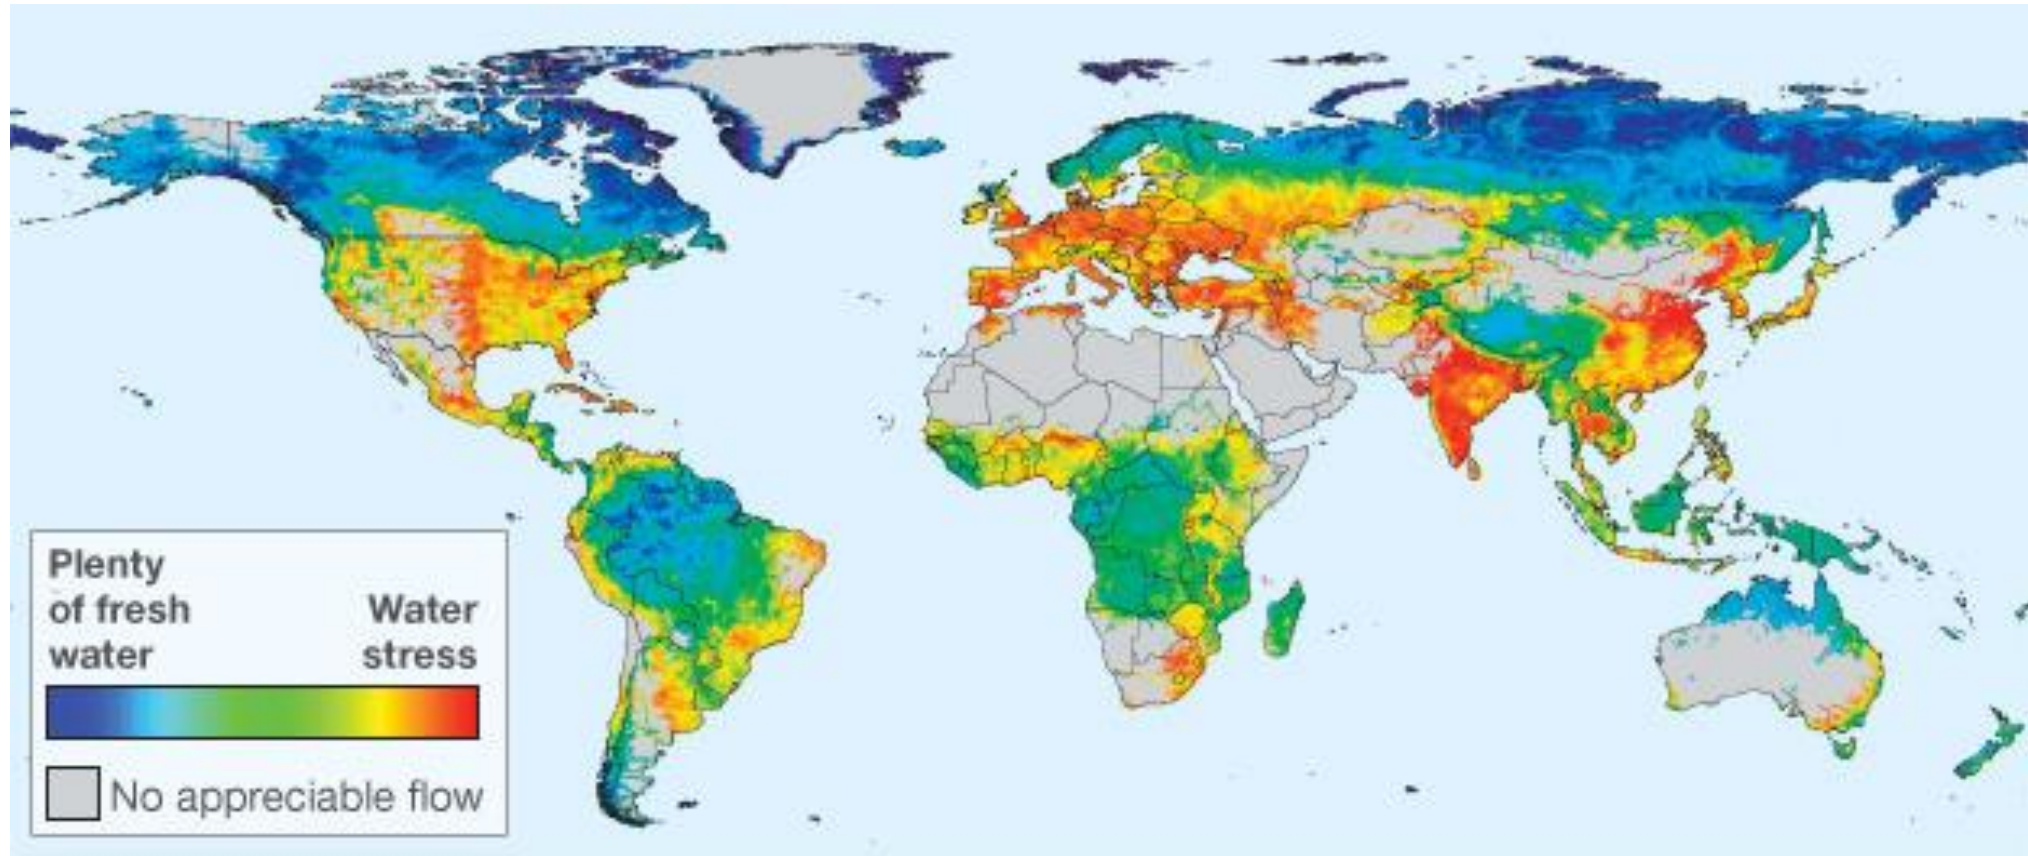 Plenty
of fresh
water
Water
stress
No appreciable flow